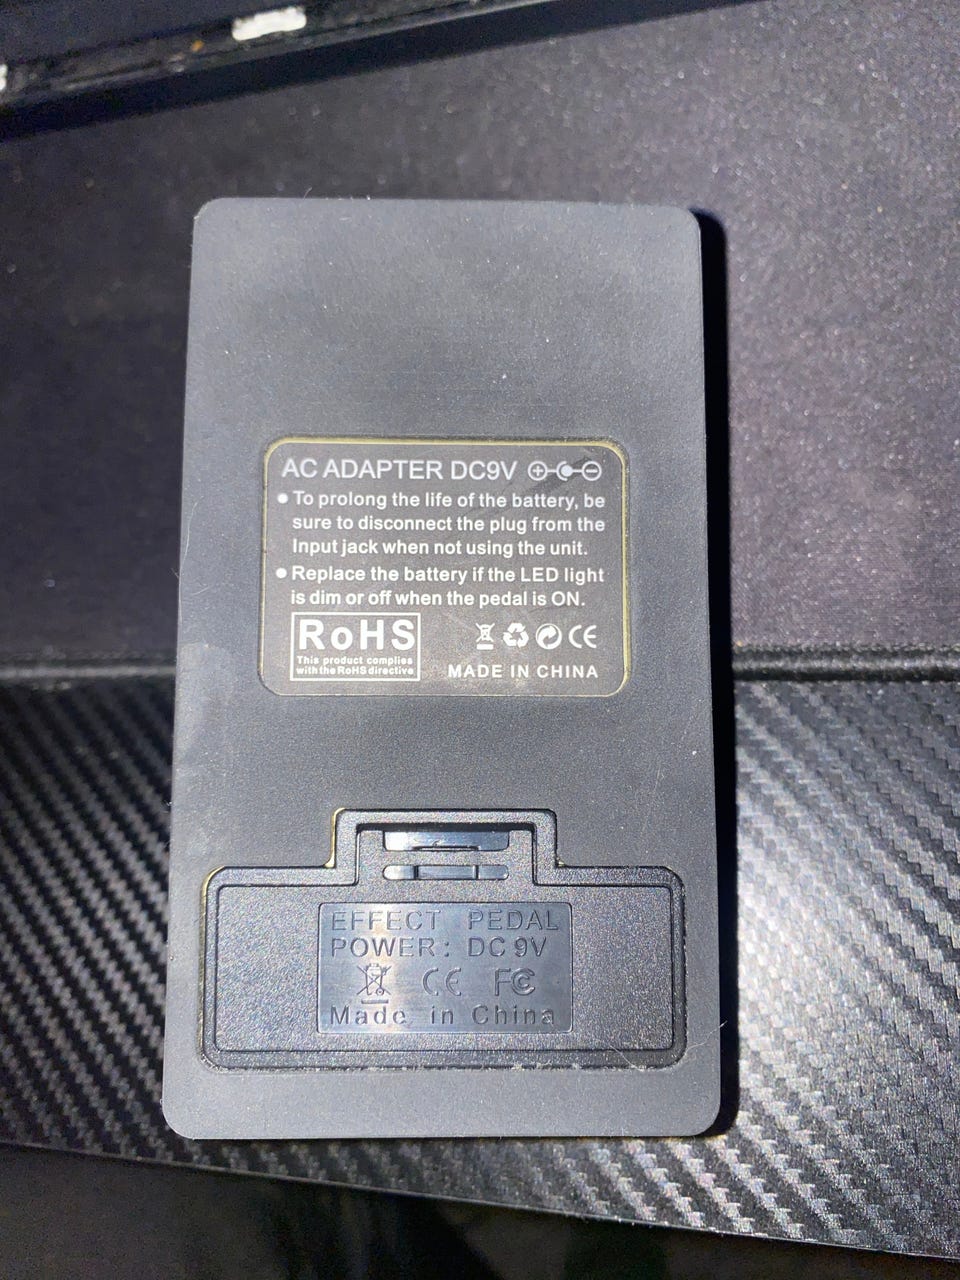 AC ADAPTER DC9V
● To prolong the life of the battery, be
sure to disconnect the plug from the
Input jack when not using the unit.
● Replace the battery if the LED light
is dim or off when the pedal is ON.
RoHS
This product complies
with the RoHS directive
CE
MADE IN CHINA
EFFECT PEDAL
POWER: DC 9V
CE FC
Made in China